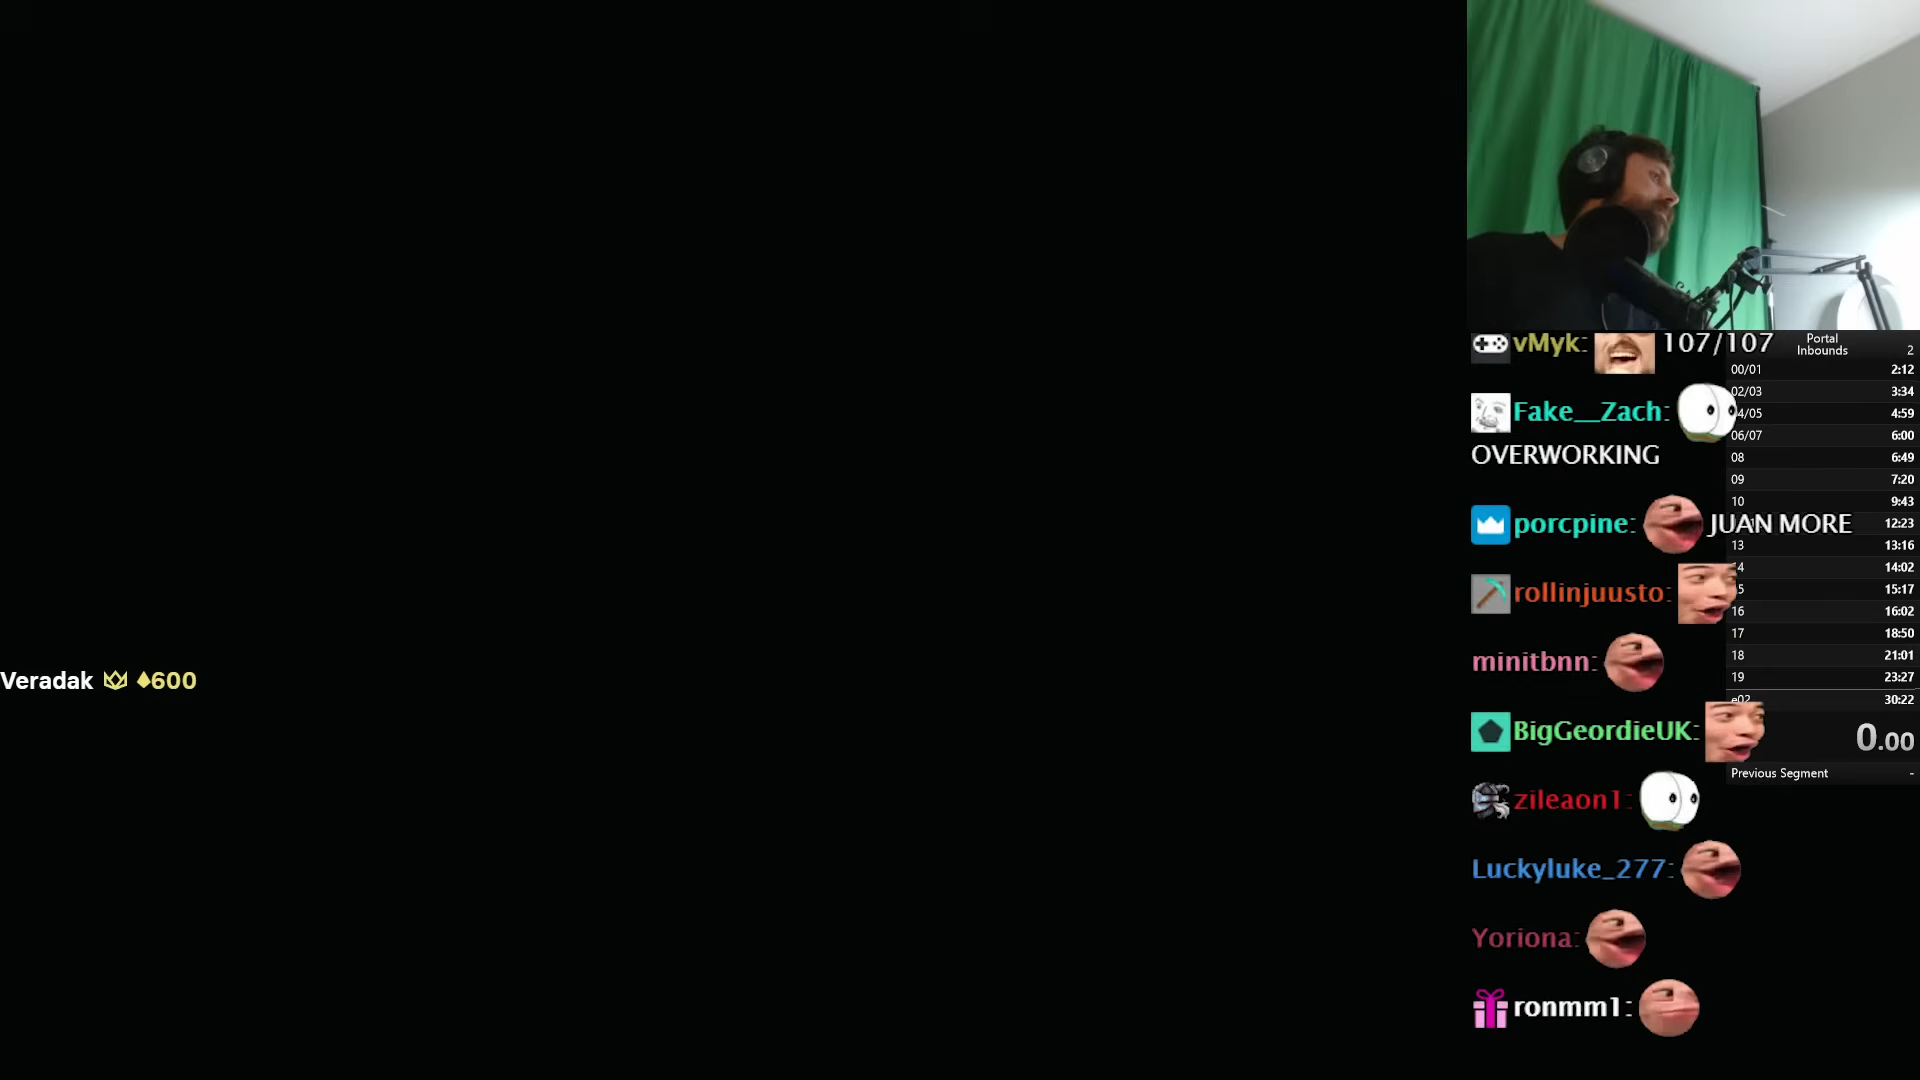 Veradak ♦600
vMyk: 107/107
Fake__Zach:
OVERWORKING
porcpine: JUAN MORE
rollinjuusto:
minitbnn:
BigGeordieUK:
zileaon1:
Luckyluke_277:
Yoriona:
ronmm1:
Portal
Inbounds 2
00/01 2:12
02/03 3:34
4/05 4:59
06/07 6:00
08 6:49
09 7:20
10 9:43
12:23
13 13:16
4 14:02
5 15:17
16 16:02
17 18:50
18 21:01
19 23:27
e02 30:22
0.00
Previous Segment -